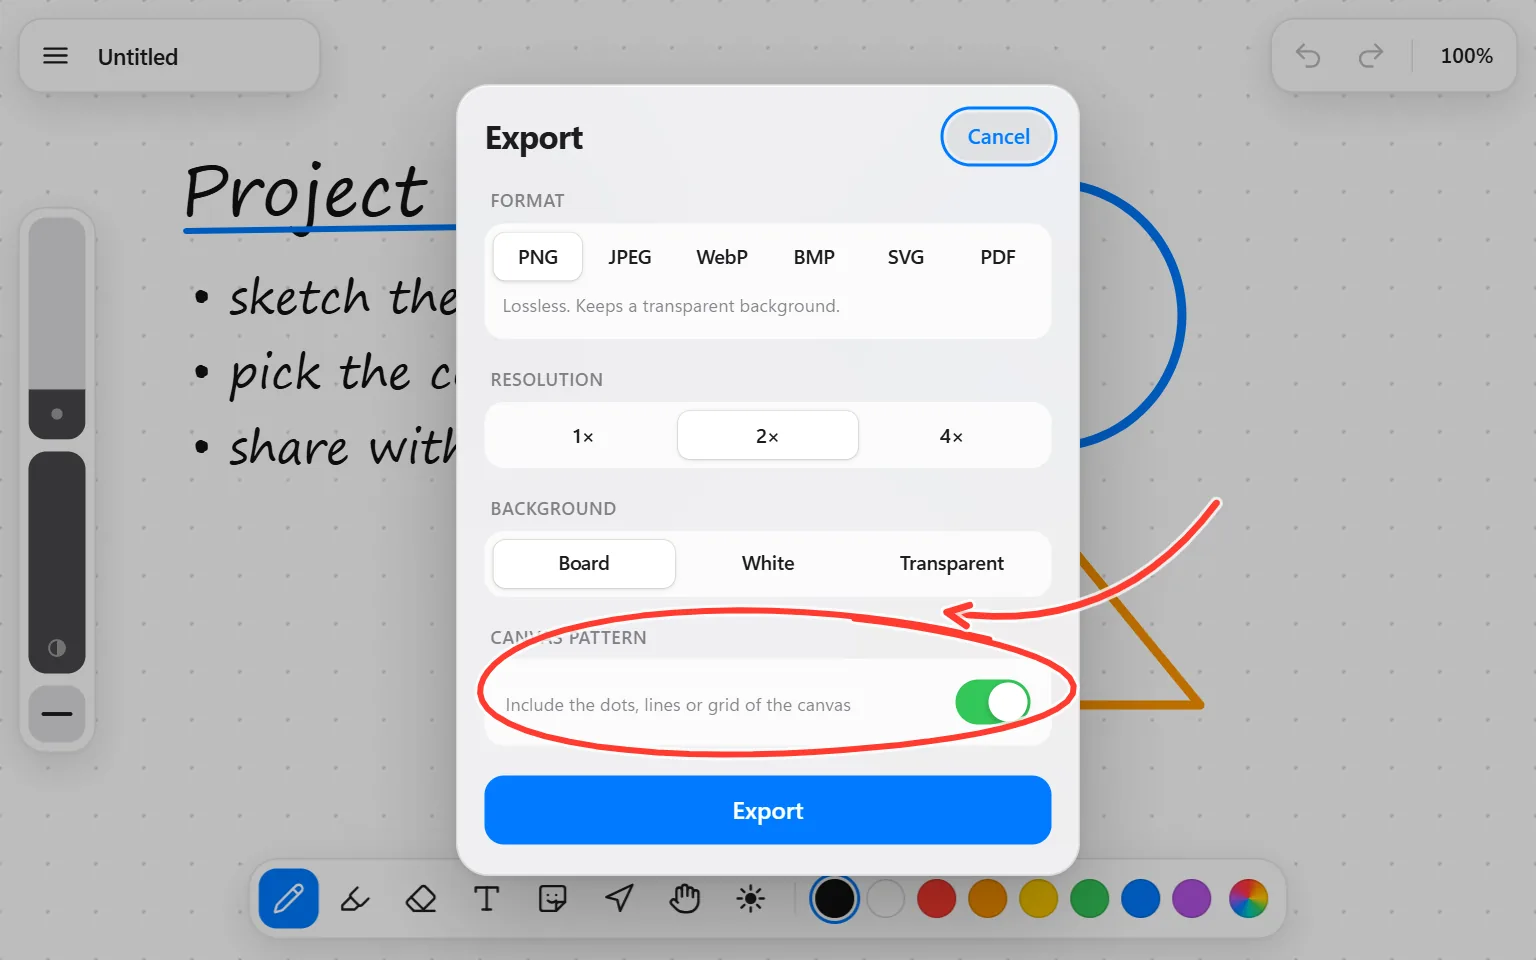 Untitled
100%
Export
Cancel
Project
FORMAT
PNG JPEG WebP BMP SVG PDF
Lossless. Keeps a transparent background.
• sketch the
• pick the
• share with
RESOLUTION
1× 2× 4×
BACKGROUND
Board White Transparent
CANVAS PATTERN
Include the dots, lines or grid of the canvas
Export
T